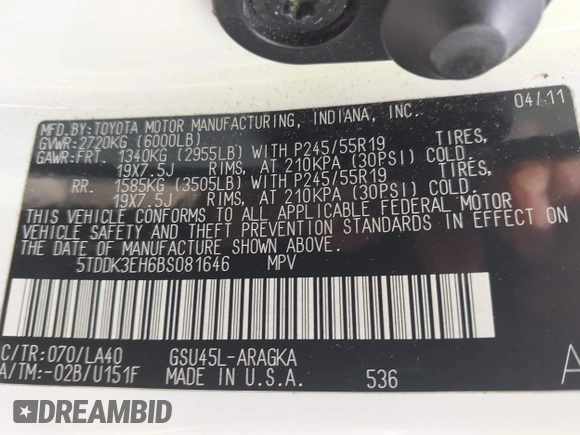 04/11
MFD.BY:TOYOTA MOTOR MANUFACTURING, INDIANA, INC.
GVWR:2720KG (6000LB)
GAWR:FRT. 1340KG (2955LB) WITH P245/55R19 TIRES,
19X7.5J RIMS, AT 210KPA (30PSI) COLD.
RR. 1585KG (3505LB) WITH P245/55R19 TIRES,
19X7.5J RIMS, AT 210KPA (30PSI) COLD.
THIS VEHICLE CONFORMS TO ALL APPLICABLE FEDERAL MOTOR
VEHICLE SAFETY STANDARDS IN EFFECT ON
THE DATE OF MANUFACTURE SHOWN ABOVE.
5TDDK3EH6BS081646 MPV
C/TR:070/LA40 GSU45L-ARAGKA
A/TM:-02B/U151F MADE IN U.S.A. 536
DREAMBID